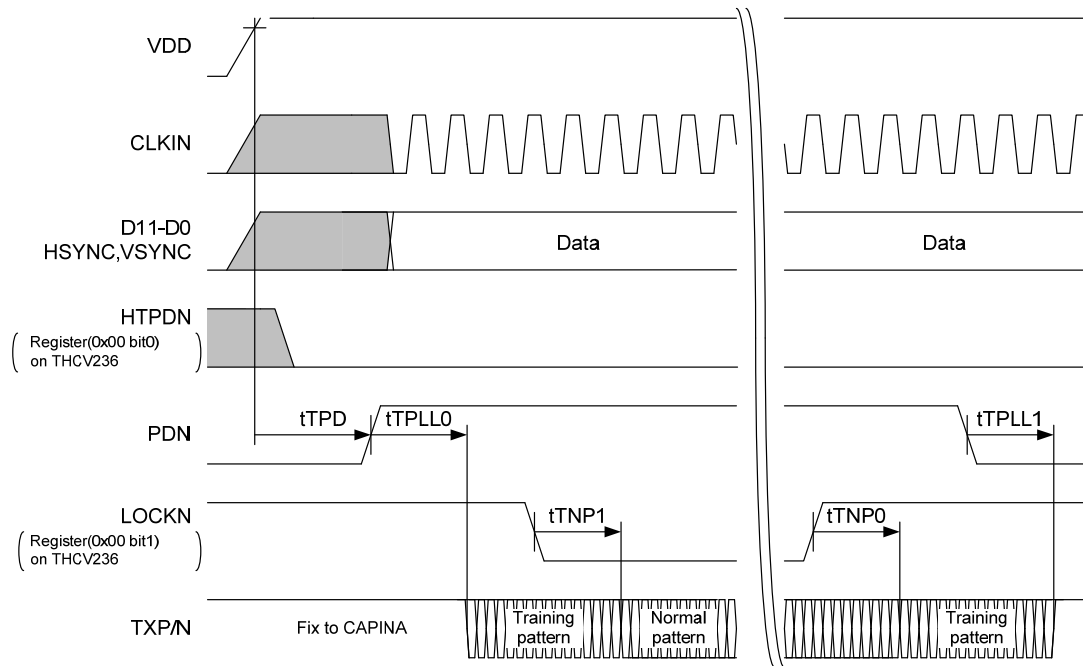 VDD
CLKIN
D11-D0
HSYNC,VSYNC
Data
Data
HTPDN
Register(0x00 bit0)
on THCV236
PDN
tTPD
tTPLL0
tTPLL1
LOCKN
Register(0x00 bit1)
on THCV236
tTNP1
tTNP0
TXP/N
Fix to CAPINA
Training
pattern
Normal
pattern
Training
pattern